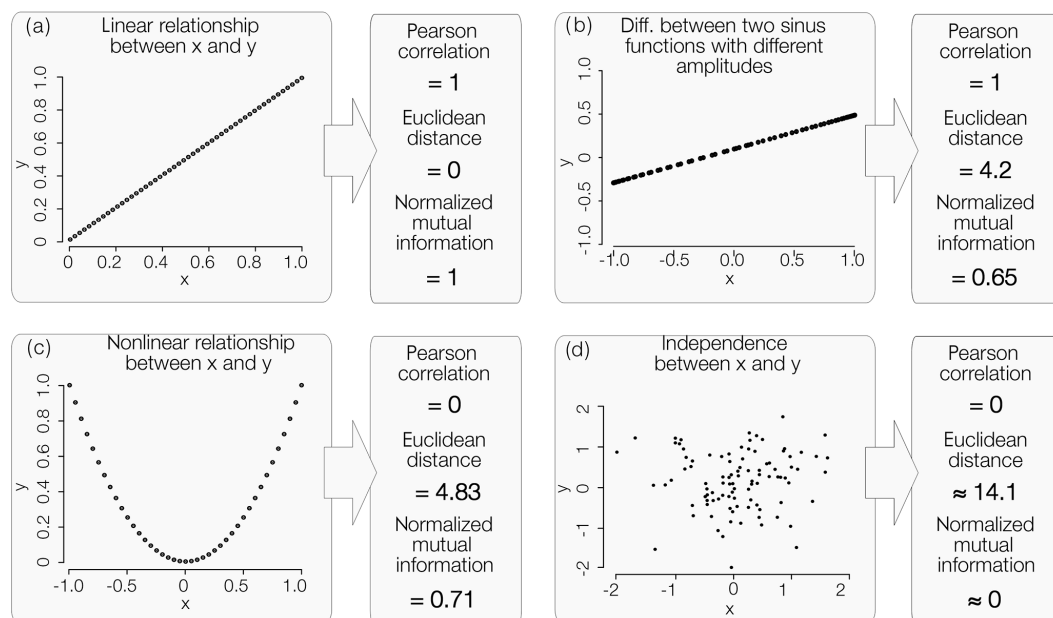 (a)
Linear relationship
between x and y
y
1.0
0.8
0.6
0.4
0.2
0
0 0.2 0.4 0.6 0.8 1.0
x
Pearson
correlation
= 1
Euclidean
distance
= 0
Normalized
mutual
information
= 1
(b)
Diff. between two sinus
functions with different
amplitudes
y
1.0
0.5
0
-0.5
-1.0
-1.0 -0.5 0.0 0.5 1.0
x
Pearson
correlation
= 1
Euclidean
distance
= 4.2
Normalized
mutual
information
= 0.65
(c)
Nonlinear relationship
between x and y
y
1.0
0.8
0.6
0.4
0.2
0
-1.0 -0.5 0 0.5 1.0
x
Pearson
correlation
= 0
Euclidean
distance
= 4.83
Normalized
mutual
information
= 0.71
(d)
Independence
between x and y
y
2
1
0
-1
-2
-2 -1 0 1 2
x
Pearson
correlation
= 0
Euclidean
distance
≈ 14.1
Normalized
mutual
information
≈ 0